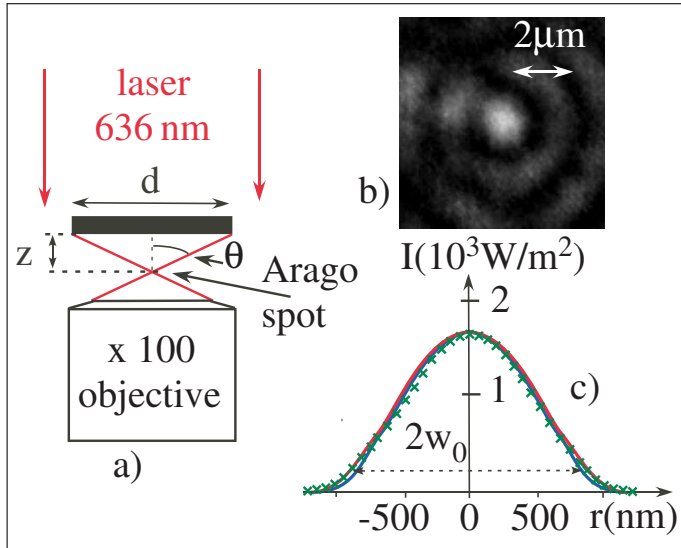 laser
636 nm
d
z
θ
Arago
spot
x 100
objective
a)
2μm
b)
I(10³W/m²)
2
1
c)
2w₀
-500 0 500 r(nm)